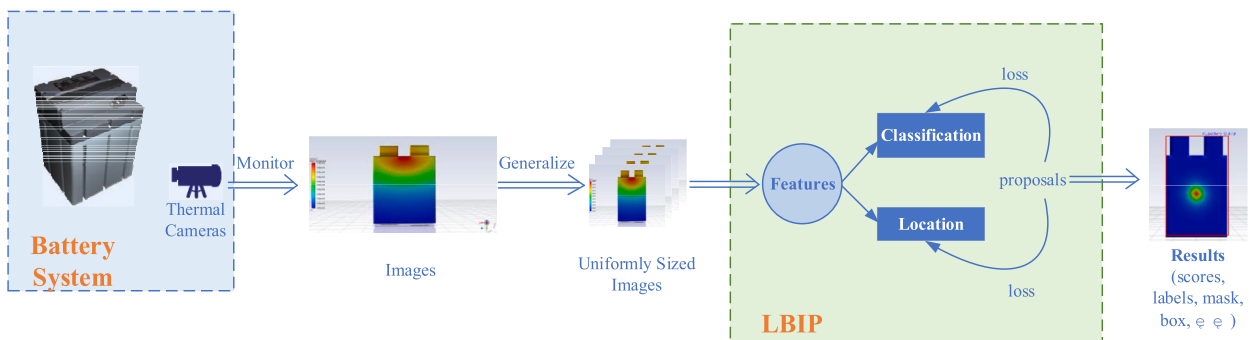 Battery
System
Thermal
Cameras
Monitor
Images
Generalize
Uniformly Sized
Images
Features
Classification
Location
loss
proposals
loss
LBIP
Results
(scores,
labels, mask,
box, ⋅ ⋅ )